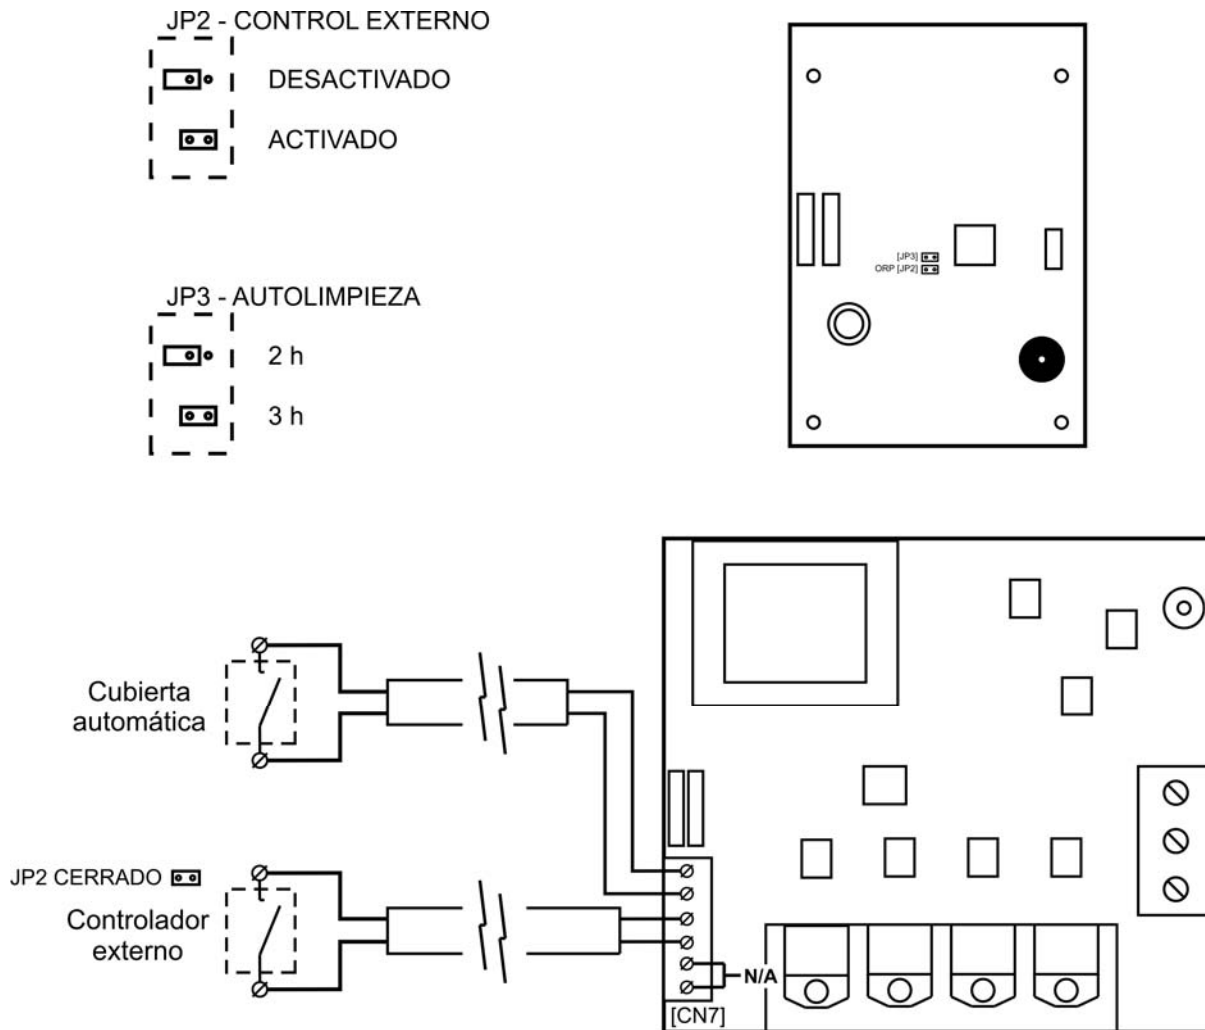 JP2 - CONTROL EXTERNO
DESACTIVADO
ACTIVADO
JP3 - AUTOLIMPIEZA
2 h
3 h
[JP3]
ORP [JP2]
Cubierta
automática
JP2 CERRADO
Controlador
externo
N/A
[CN7]